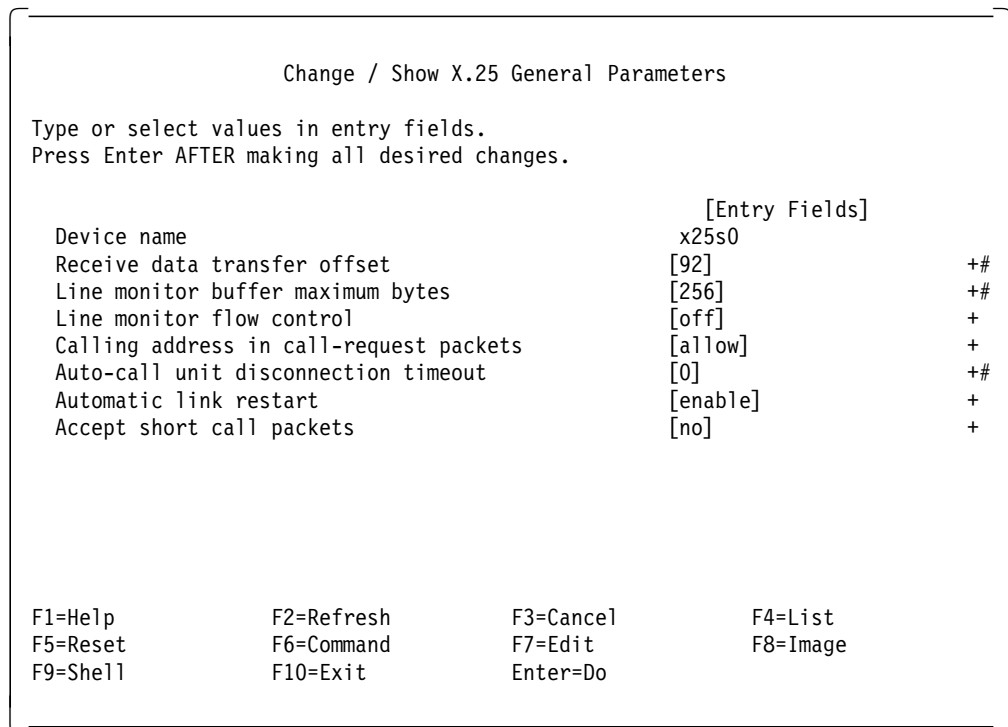 Change / Show X.25 General Parameters
Type or select values in entry fields.
Press Enter AFTER making all desired changes.
[Entry Fields]
Device name x25s0
Receive data transfer offset [92] +#
Line monitor buffer maximum bytes [256] +#
Line monitor flow control [off] +
Calling address in call-request packets [allow] +
Auto-call unit disconnection timeout [0] +#
Automatic link restart [enable] +
Accept short call packets [no] +
F1=Help F2=Refresh F3=Cancel F4=List
F5=Reset F6=Command F7=Edit F8=Image
F9=Shell F10=Exit Enter=Do